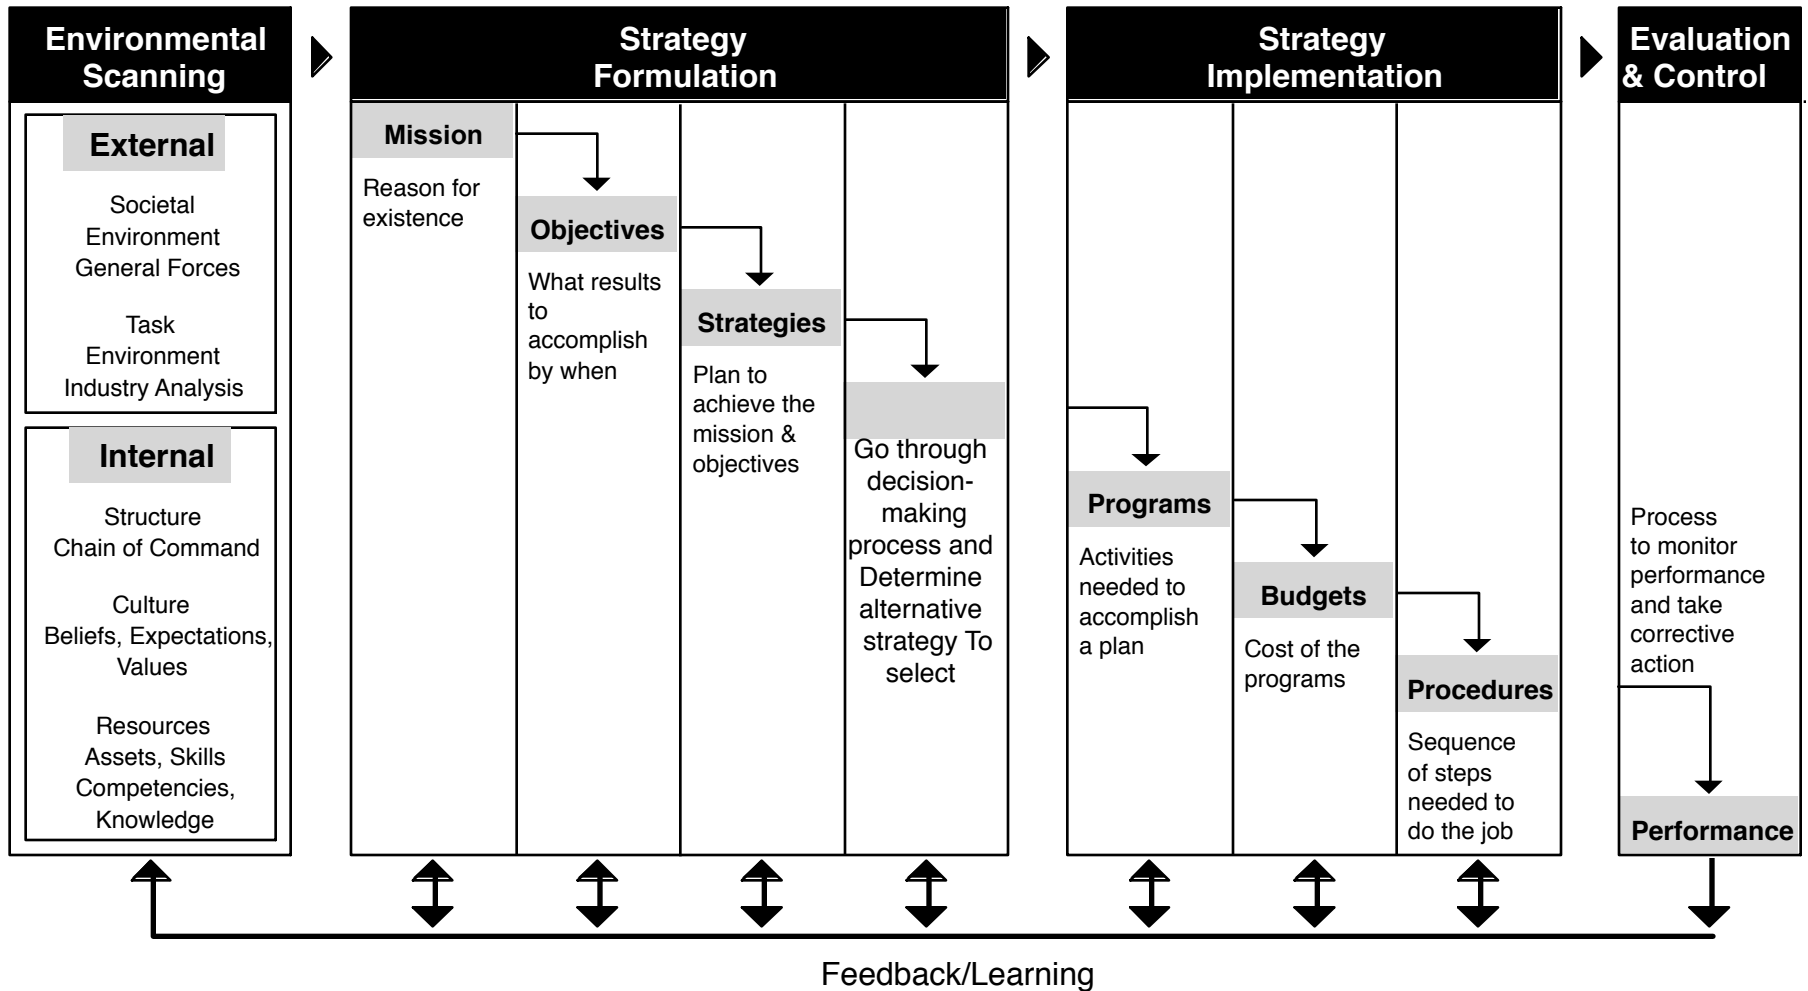 Environmental
Scanning
Strategy
Formulation
Strategy
Implementation
Evaluation
& Control
External
Societal
Environment
General Forces
Task
Environment
Industry Analysis
Internal
Structure
Chain of Command
Culture
Beliefs, Expectations,
Values
Resources
Assets, Skills
Competencies,
Knowledge
Mission
Reason for
existence
Objectives
What results
to
accomplish
by when
Strategies
Plan to
achieve the
mission &
objectives
Go through
decision-
making
process and
Determine
alternative
strategy To
select
Programs
Activities
needed to
accomplish
a plan
Budgets
Cost of the
programs
Procedures
Sequence
of steps
needed to
do the job
Process
to monitor
performance
and take
corrective
action
Performance
Feedback/Learning